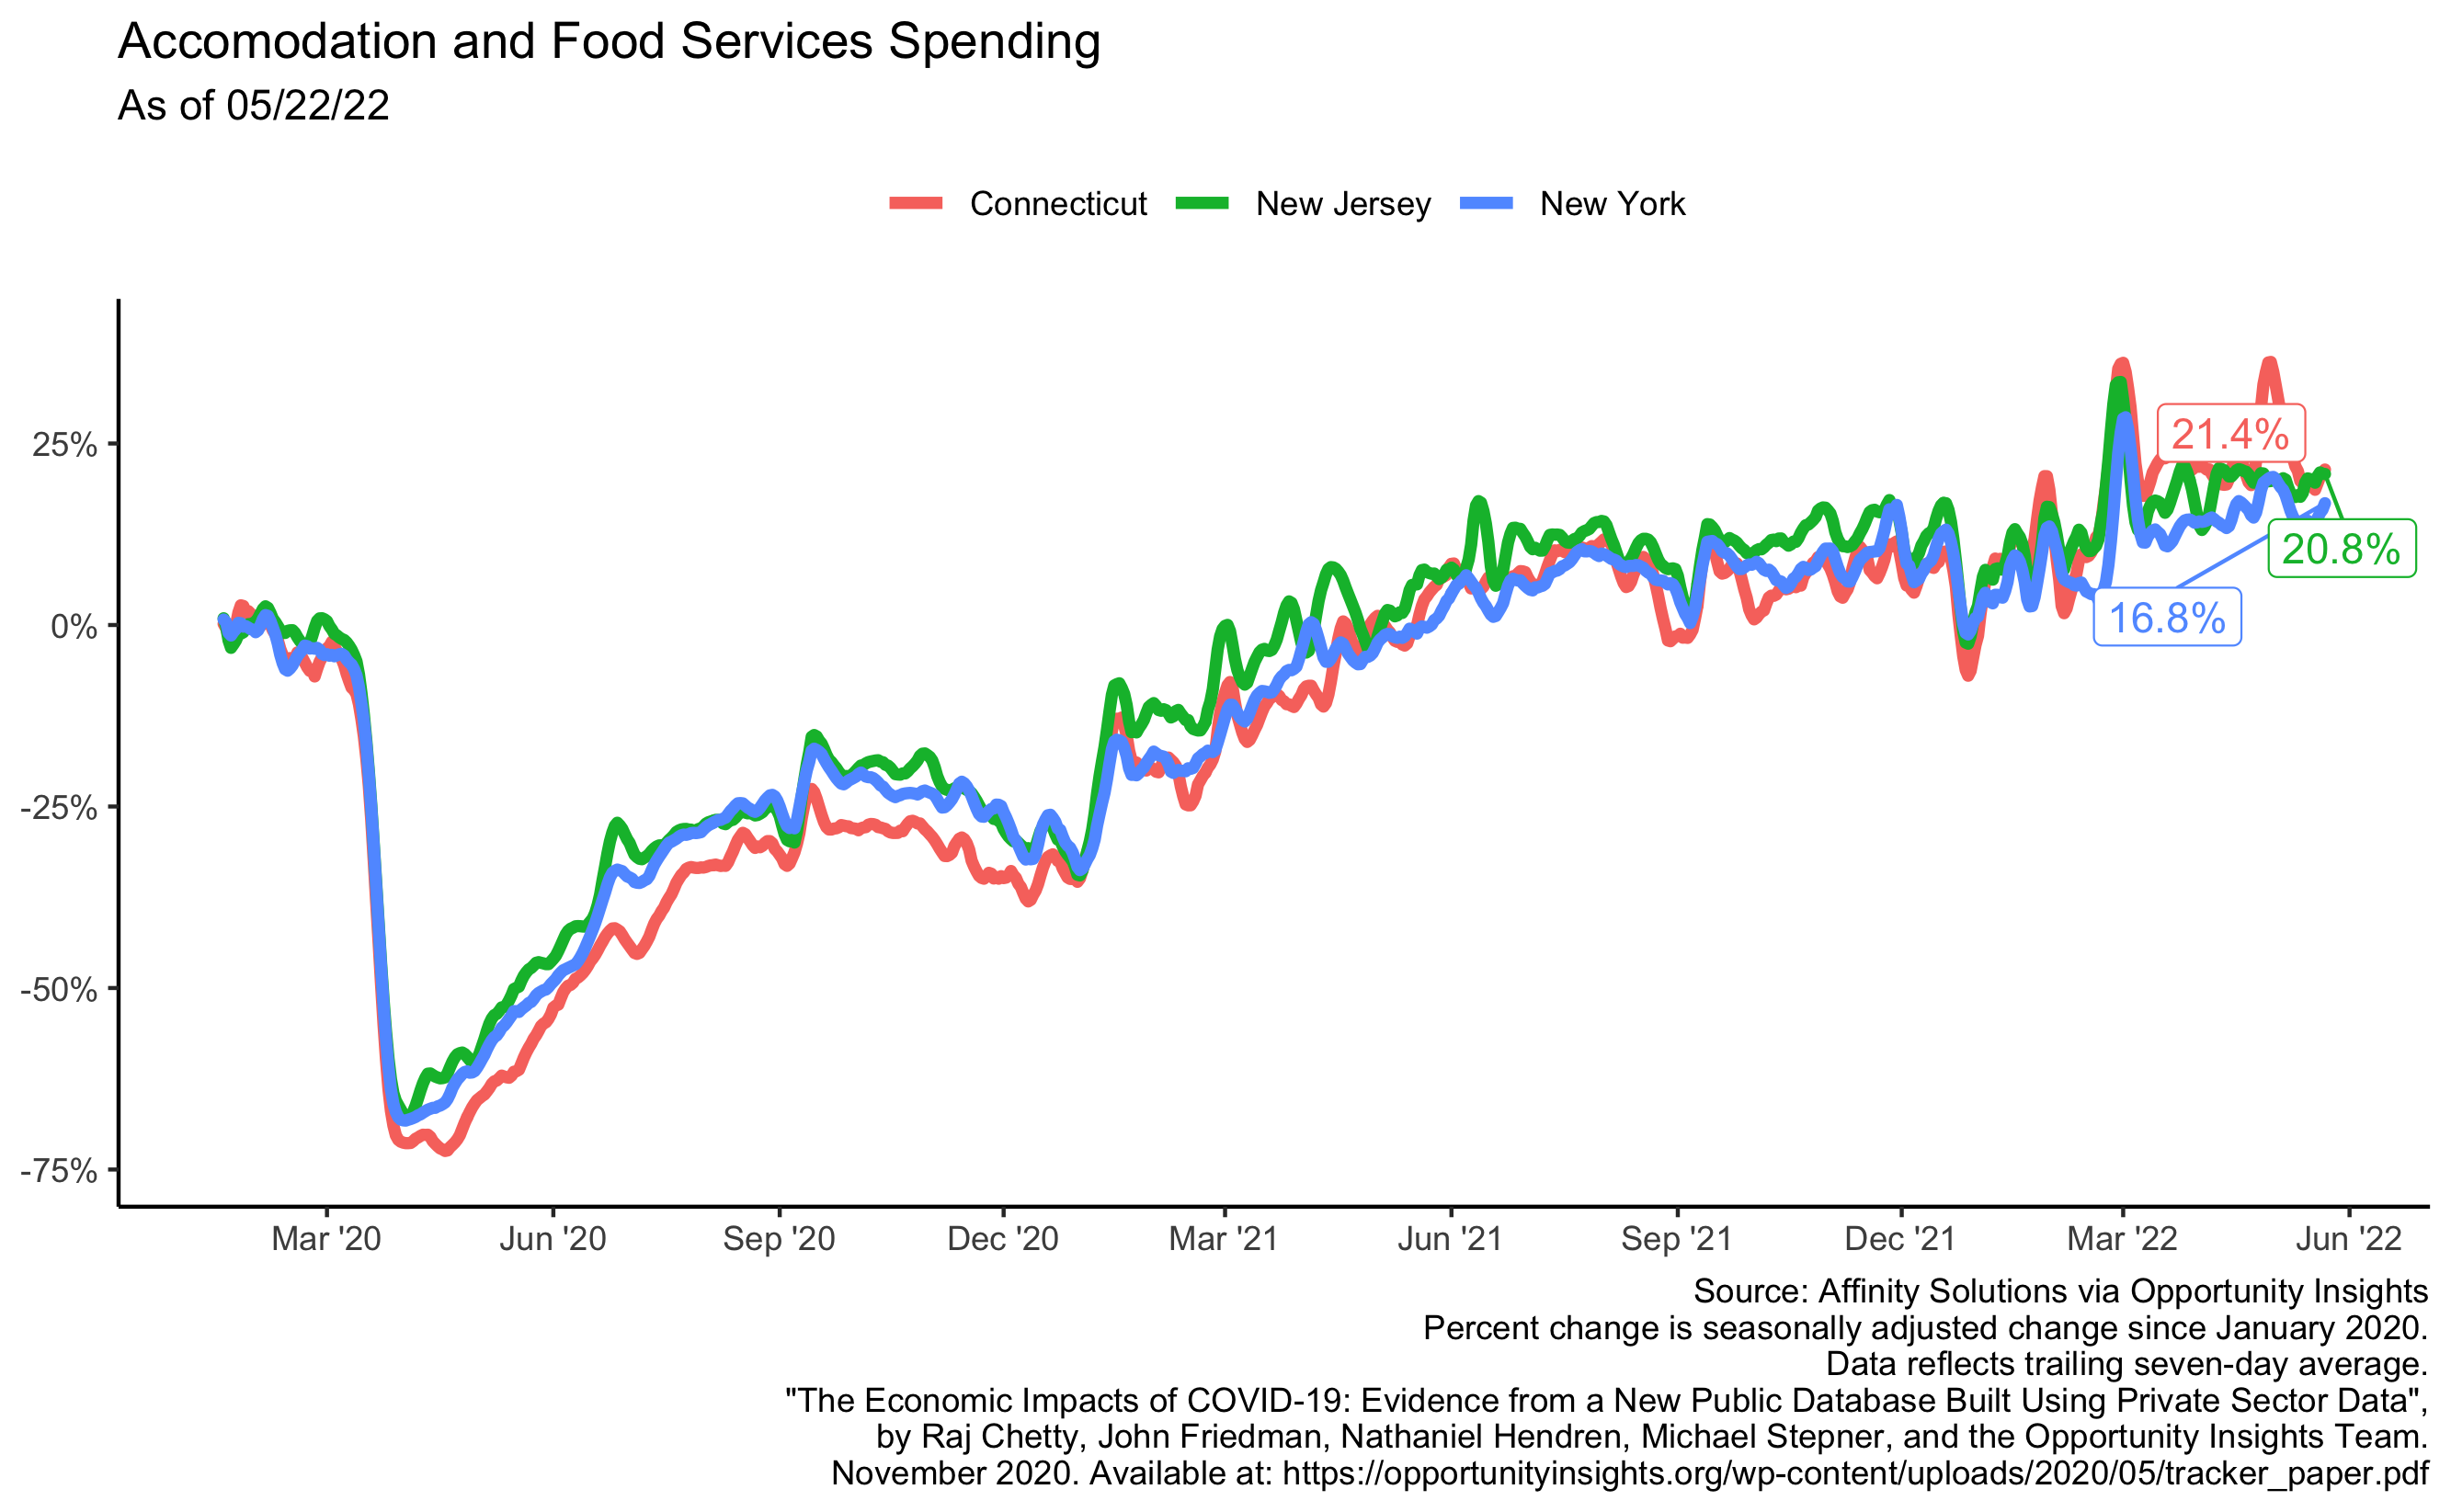 Accomodation and Food Services Spending
As of 05/22/22
Connecticut New Jersey New York
25%
0%
-25%
-50%
-75%
21.4%
20.8%
16.8%
Mar '20 Jun '20 Sep '20 Dec '20 Mar '21 Jun '21 Sep '21 Dec '21 Mar '22 Jun '22
Source: Affinity Solutions via Opportunity Insights
Percent change is seasonally adjusted change since January 2020.
Data reflects trailing seven-day average.
"The Economic Impacts of COVID-19: Evidence from a New Public Database Built Using Private Sector Data",
by Raj Chetty, John Friedman, Nathaniel Hendren, Michael Stepner, and the Opportunity Insights Team.
November 2020. Available at: https://opportunityinsights.org/wp-content/uploads/2020/05/tracker_paper.pdf